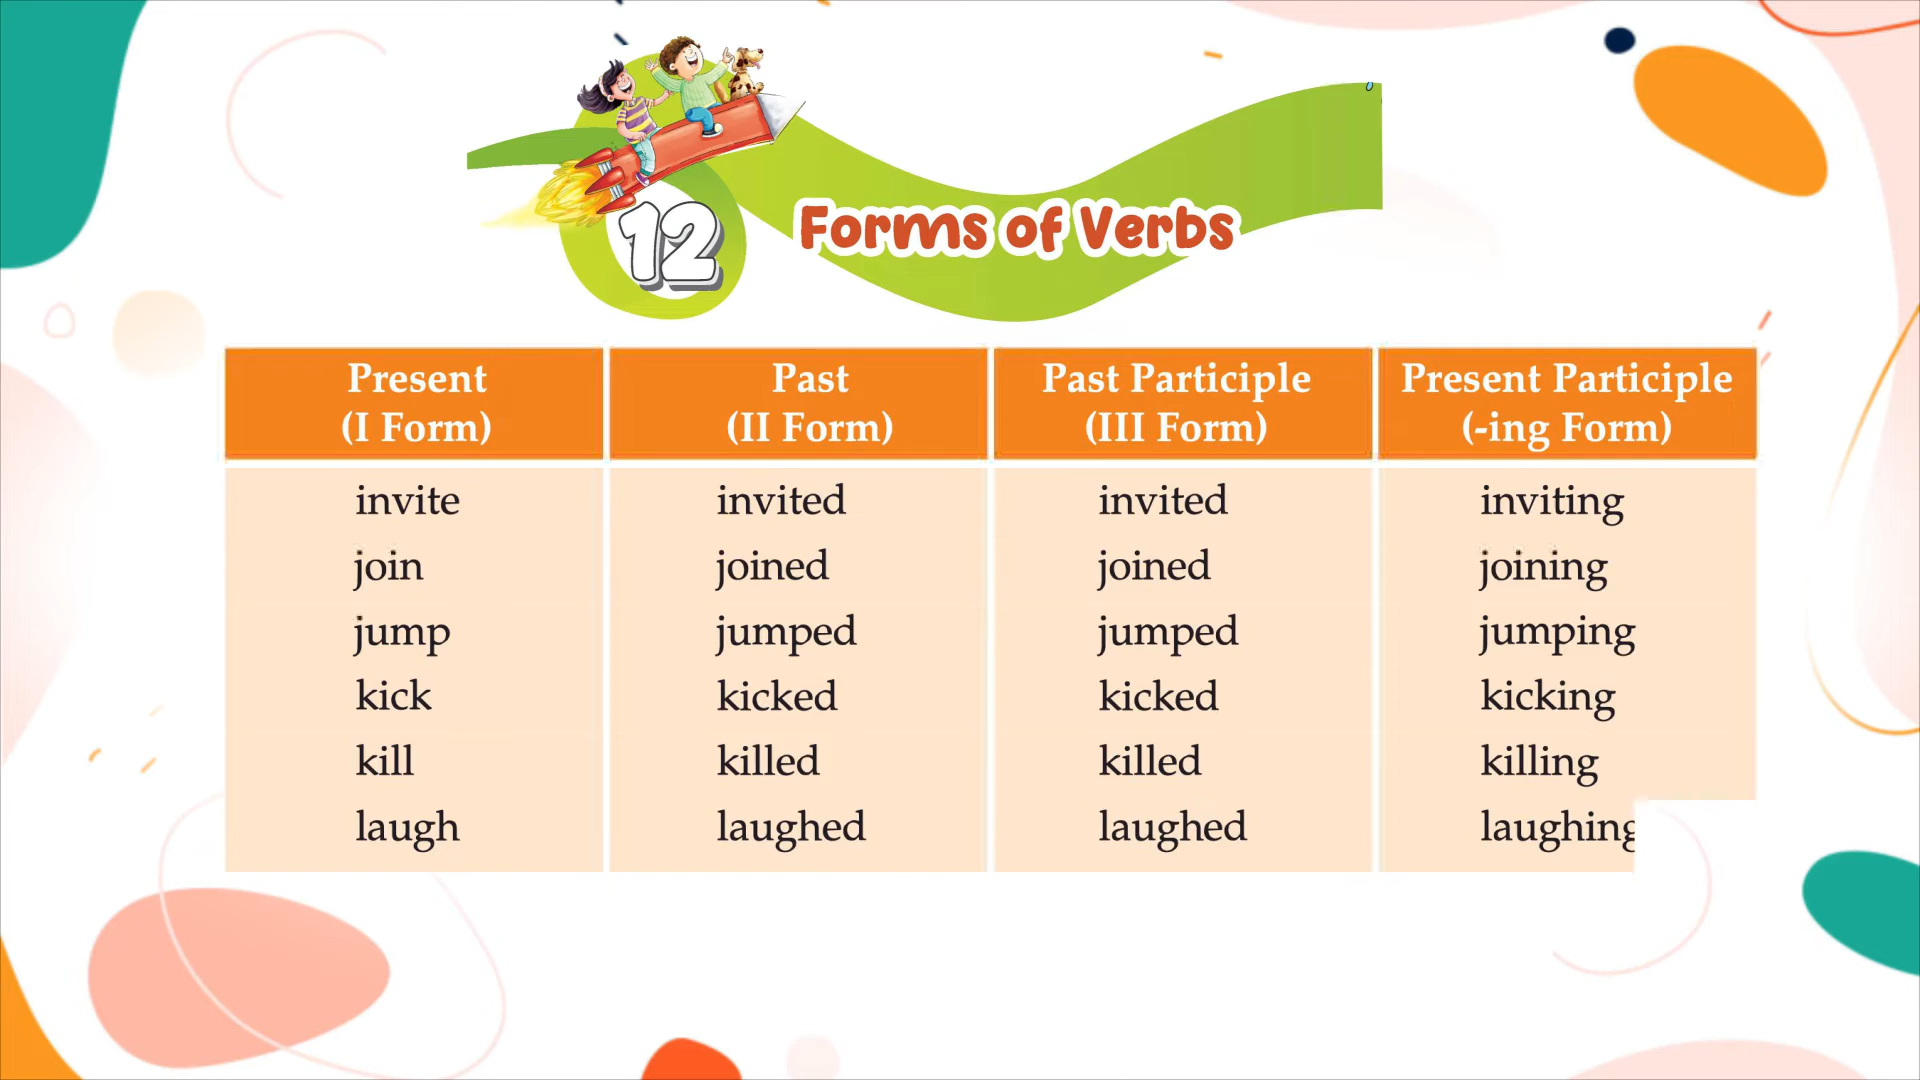 12 Forms of Verbs
Present Past Past Participle Present Participle
(I Form) (II Form) (III Form) (-ing Form)
invite invited invited inviting
join joined joined joining
jump jumped jumped jumping
kick kicked kicked kicking
kill killed killed killing
laugh laughed laughed laughing